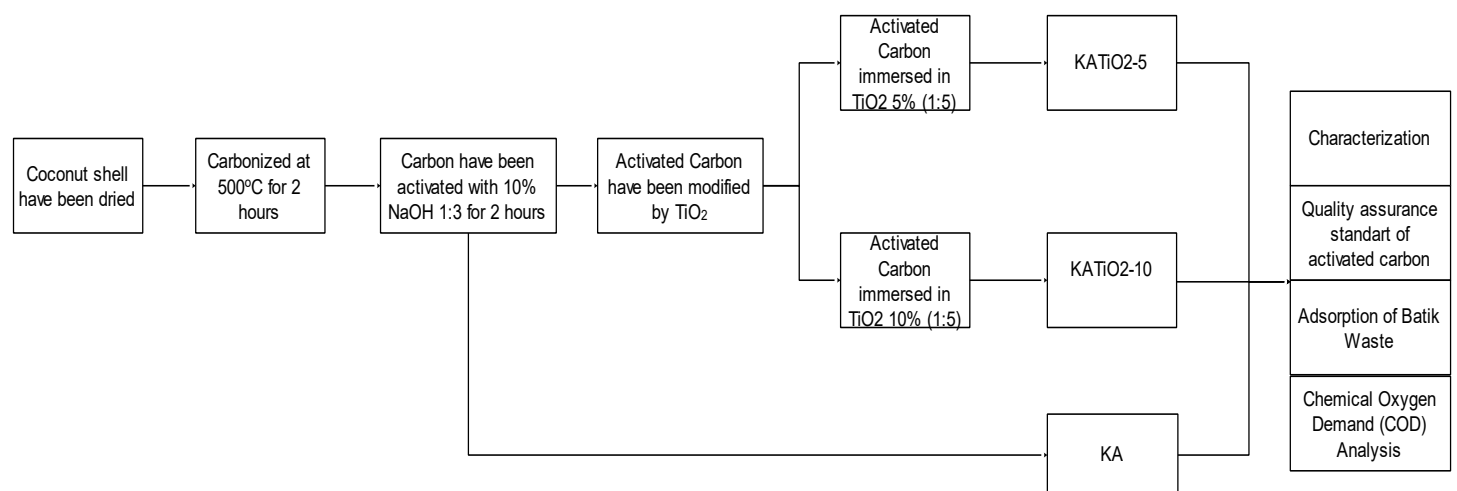 Coconut shell
have been dried
Carbonized at
500ºC for 2
hours
Carbon have been
activated with 10%
NaOH 1:3 for 2 hours
Activated Carbon
have been modified
by TiO2
Activated
Carbon
immersed in
TiO2 5% (1:5)
KATiO2-5
Activated
Carbon
immersed in
TiO2 10% (1:5)
KATiO2-10
KA
Characterization
Quality assurance
standart of
activated carbon
Adsorption of Batik
Waste
Chemical Oxygen
Demand (COD)
Analysis